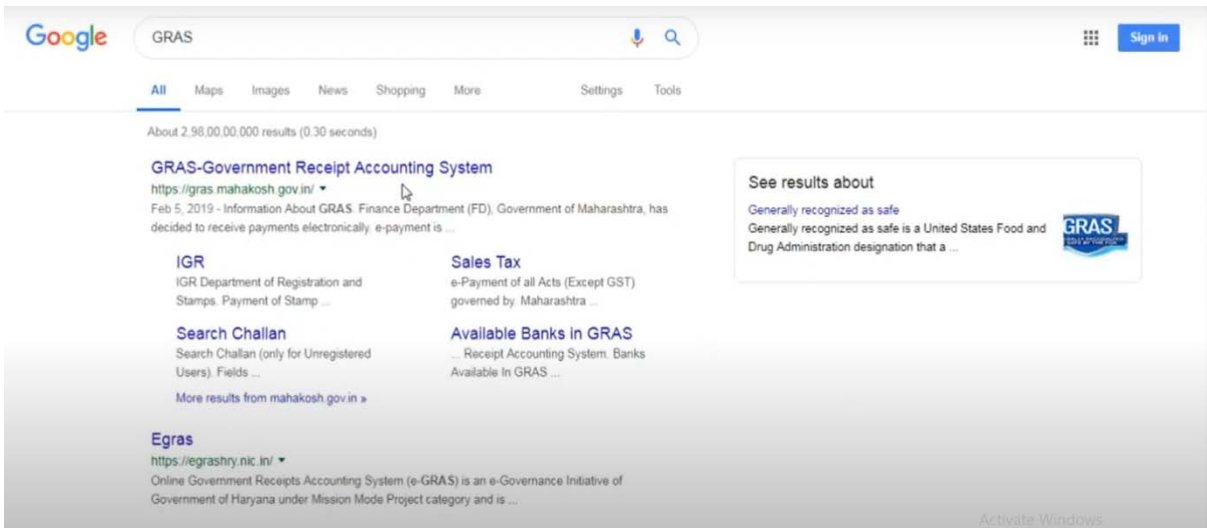 Google
GRAS
Sign in
All Maps Images News Shopping More Settings Tools
About 2,98,00,00,000 results (0.30 seconds)
GRAS-Government Receipt Accounting System
https://gras.mahakosh.gov.in/
Feb 5, 2019 - Information About GRAS. Finance Department (FD), Government of Maharashtra, has
decided to receive payments electronically. e-payment is ...
IGR
IGR Department of Registration and
Stamps. Payment of Stamp ...
Sales Tax
e-Payment of all Acts (Except GST)
governed by. Maharashtra ...
Search Challan
Search Challan (only for Unregistered
Users). Fields ...
Available Banks in GRAS
... Receipt Accounting System. Banks
Available In GRAS ...
More results from mahakosh.gov.in »
Egras
https://egrashry.nic.in/
Online Government Receipts Accounting System (e-GRAS) is an e-Governance Initiative of
Government of Haryana under Mission Mode Project category and is ...
See results about
Generally recognized as safe
Generally recognized as safe is a United States Food and
Drug Administration designation that a ...
GRAS
Activate Windows